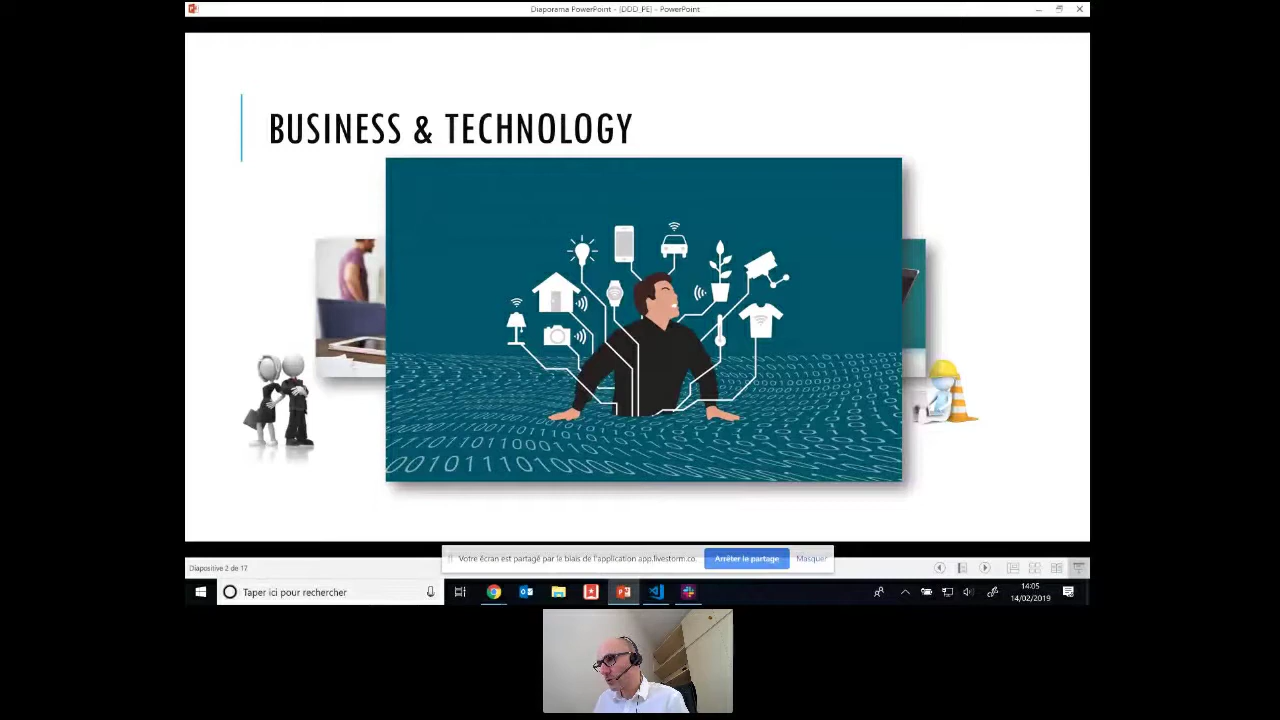 Diaporama PowerPoint - [DDD_PE] - PowerPoint
BUSINESS & TECHNOLOGY
Votre écran est partagé par le biais de l'application app.livestorm.co.
Arrêter le partage
Masquer
Diapositive 2 de 17
Taper ici pour rechercher
14:05
14/02/2019